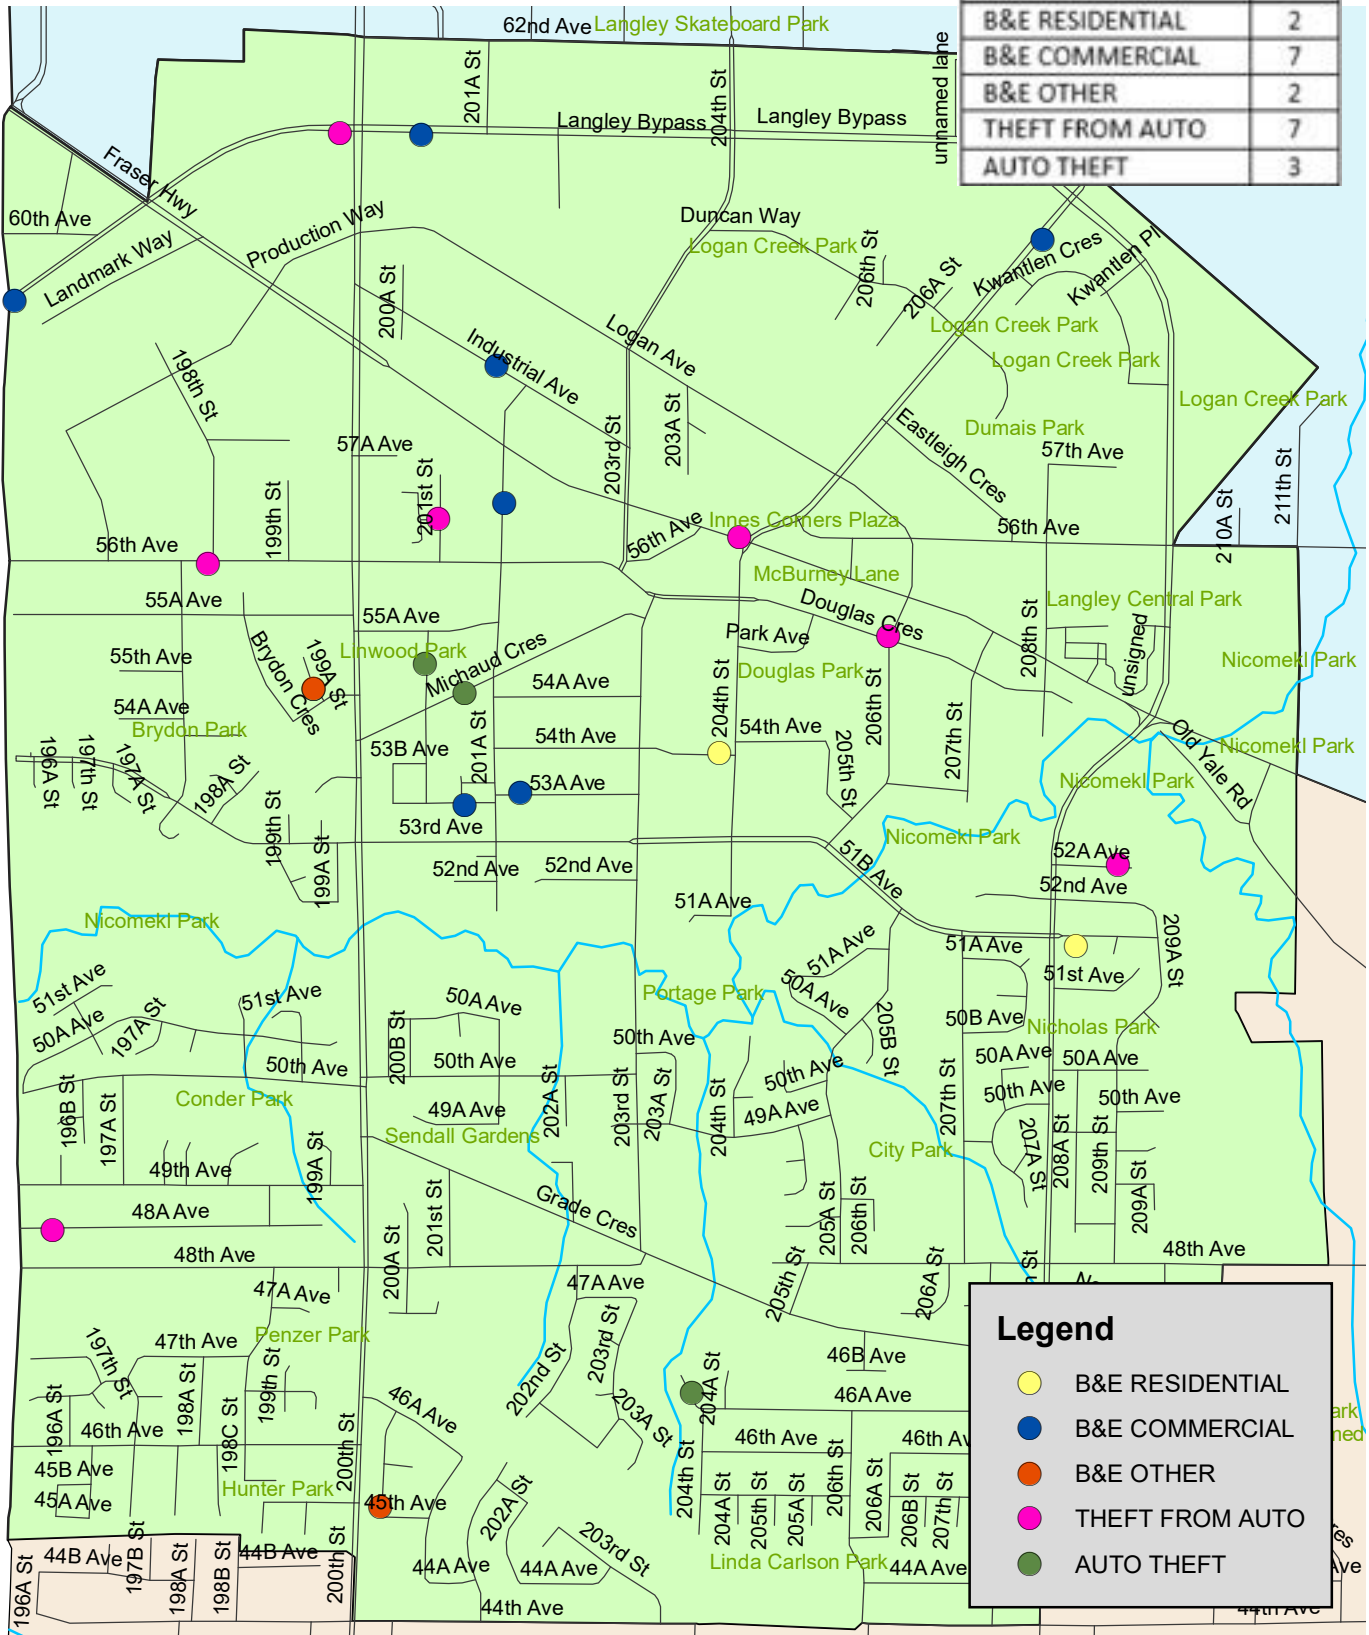 62nd Ave
Langley Skateboard Park
B&E RESIDENTIAL 2
B&E COMMERCIAL 7
B&E OTHER 2
THEFT FROM AUTO 7
AUTO THEFT 3
unnamed lane
201A St
204th St
Langley Bypass
Langley Bypass
Fraser Hwy
60th Ave
Landmark Way
Production Way
Duncan Way
Logan Creek Park
206th St
206A St
Kwantlen Cres
Kwantlen Pl
200A St
Logan Creek Park
Logan Creek Park
Logan Creek Park
Industrial Ave
Logan Ave
198th St
203rd St
203A St
Eastleigh Cres
Dumais Park
57th Ave
57A Ave
201st St
199th St
210A St
211th St
56th Ave
56th Ave
Innes Corners Plaza
56th Ave
McBurney Lane
55A Ave
55A Ave
Douglas Cres
Langley Central Park
208th St
unsigned
Park Ave
Linwood Park
Michaud Cres
Brydon Cres
199A St
55th Ave
Douglas Park
Nicomekl Park
54A Ave
54A Ave
Brydon Park
204th St
206th St
207th St
54th Ave
54th Ave
205th St
Old Yale Rd
Nicomekl Park
Nicomekl Park
53B Ave
201A St
196A St
197th St
197A St
198A St
53A Ave
53rd Ave
199th St
199A St
Nicomekl Park
52nd Ave
52nd Ave
51B Ave
52A Ave
52nd Ave
51A Ave
Nicomekl Park
51A Ave
51A Ave
209A St
51st Ave
51st Ave
51st Ave
50A Ave
197A St
50A Ave
Portage Park
50A Ave
205B St
50B Ave
Nicholas Park
200B St
50th Ave
50th Ave
50th Ave
50th Ave
50A Ave
50A Ave
50th Ave
50th Ave
Conder Park
196B St
197A St
49A Ave
202A St
203rd St
203A St
204th St
49A Ave
207th St
Sendall Gardens
City Park
207A St
208A St
209th St
209A St
49th Ave
199A St
48A Ave
201st St
Grade Cres
205A St
206th St
48th Ave
48th Ave
200A St
47A Ave
47A Ave
205th St
206A St
n St
47th Ave
Penzer Park
197th St
203rd St
202nd St
46B Ave
46A Ave
46A Ave
204A St
203A St
196A St
198A St
198C St
199th St
46th Ave
46th Ave
46th Av
45B Ave
45A Ave
Hunter Park
200th St
45th Ave
202A St
204th St
204A St
205th St
205A St
206th St
206A St
206B St
207th St
203rd St
44B Ave
44B Ave
196A St
197B St
198A St
198B St
200th St
44A Ave
44A Ave
Linda Carlson Park
44A Ave
44th Ave
44th Ave
ark
med
res
Ave
Legend
B&E RESIDENTIAL
B&E COMMERCIAL
B&E OTHER
THEFT FROM AUTO
AUTO THEFT